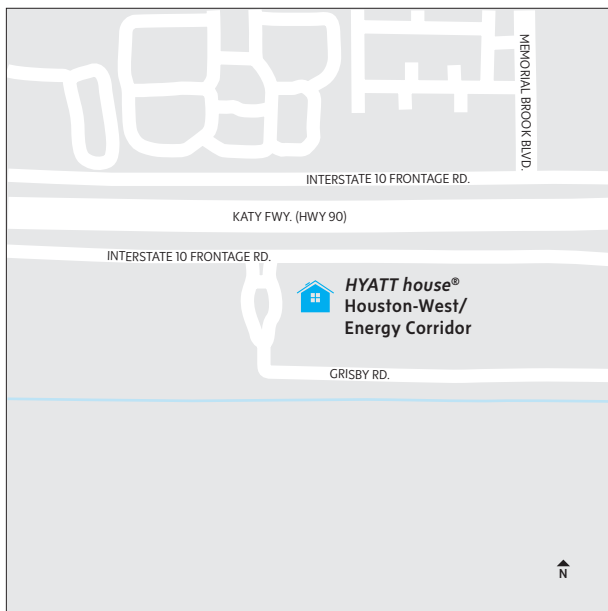 MEMORIAL BROOK BLVD.
INTERSTATE 10 FRONTAGE RD.
KATY FWY. (HWY 90)
INTERSTATE 10 FRONTAGE RD.
HYATT house®
Houston-West/
Energy Corridor
GRISBY RD.
N